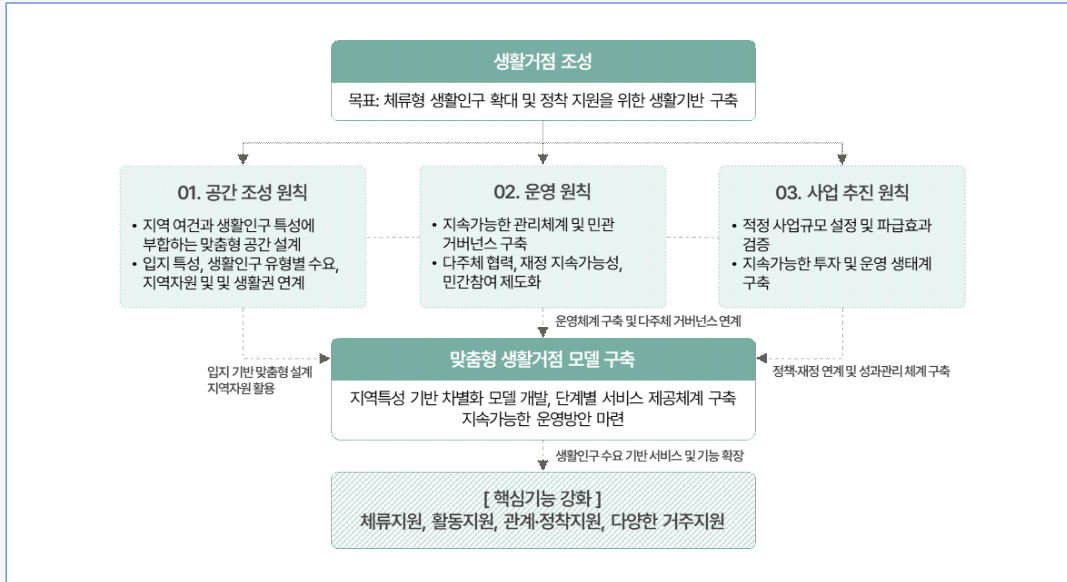 생활거점 조성
목표: 체류형 생활인구 확대 및 정착 지원을 위한 생활기반 구축
01. 공간 조성 원칙
• 지역 여건과 생활인구 특성에
부합하는 맞춤형 공간 설계
• 입지 특성, 생활인구 유형별 수요,
지역자원 및 및 생활권 연계
02. 운영 원칙
• 지속가능한 관리체계 및 민관
거버넌스 구축
• 다주체 협력, 재정 지속가능성,
민간참여 제도화
03. 사업 추진 원칙
• 적정 사업규모 설정 및 파급효과
검증
• 지속가능한 투자 및 운영 생태계
구축
운영체계 구축 및 다주체 거버넌스 연계
입지 기반 맞춤형 설계
지역자원 활용
맞춤형 생활거점 모델 구축
지역특성 기반 차별화 모델 개발, 단계별 서비스 제공체계 구축
지속가능한 운영방안 마련
정책·재정 연계 및 성과관리 체계 구축
생활인구 수요 기반 서비스 및 기능 확장
[ 핵심기능 강화 ]
체류지원, 활동지원, 관계·정착지원, 다양한 거주지원